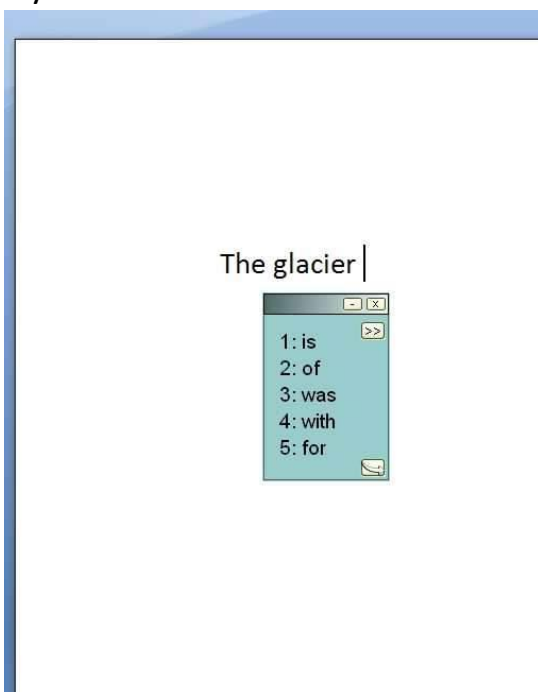 The glacier
- x
>>
1: is
2: of
3: was
4: with
5: for